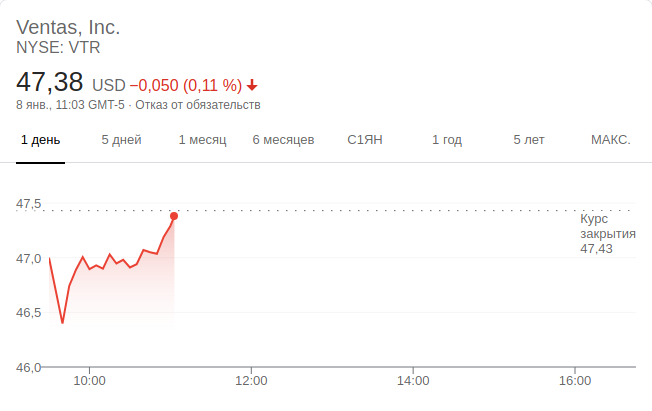 Ventas, Inc.
NYSE: VTR
47,38 USD −0,050 (0,11 %)
8 янв., 11:03 GMT-5 · Отказ от обязательств
1 день 5 дней 1 месяц 6 месяцев С1ЯН 1 год 5 лет МАКС.
47,5
Курс
закрытия
47,43
47,0
46,5
46,0
10:00 12:00 14:00 16:00